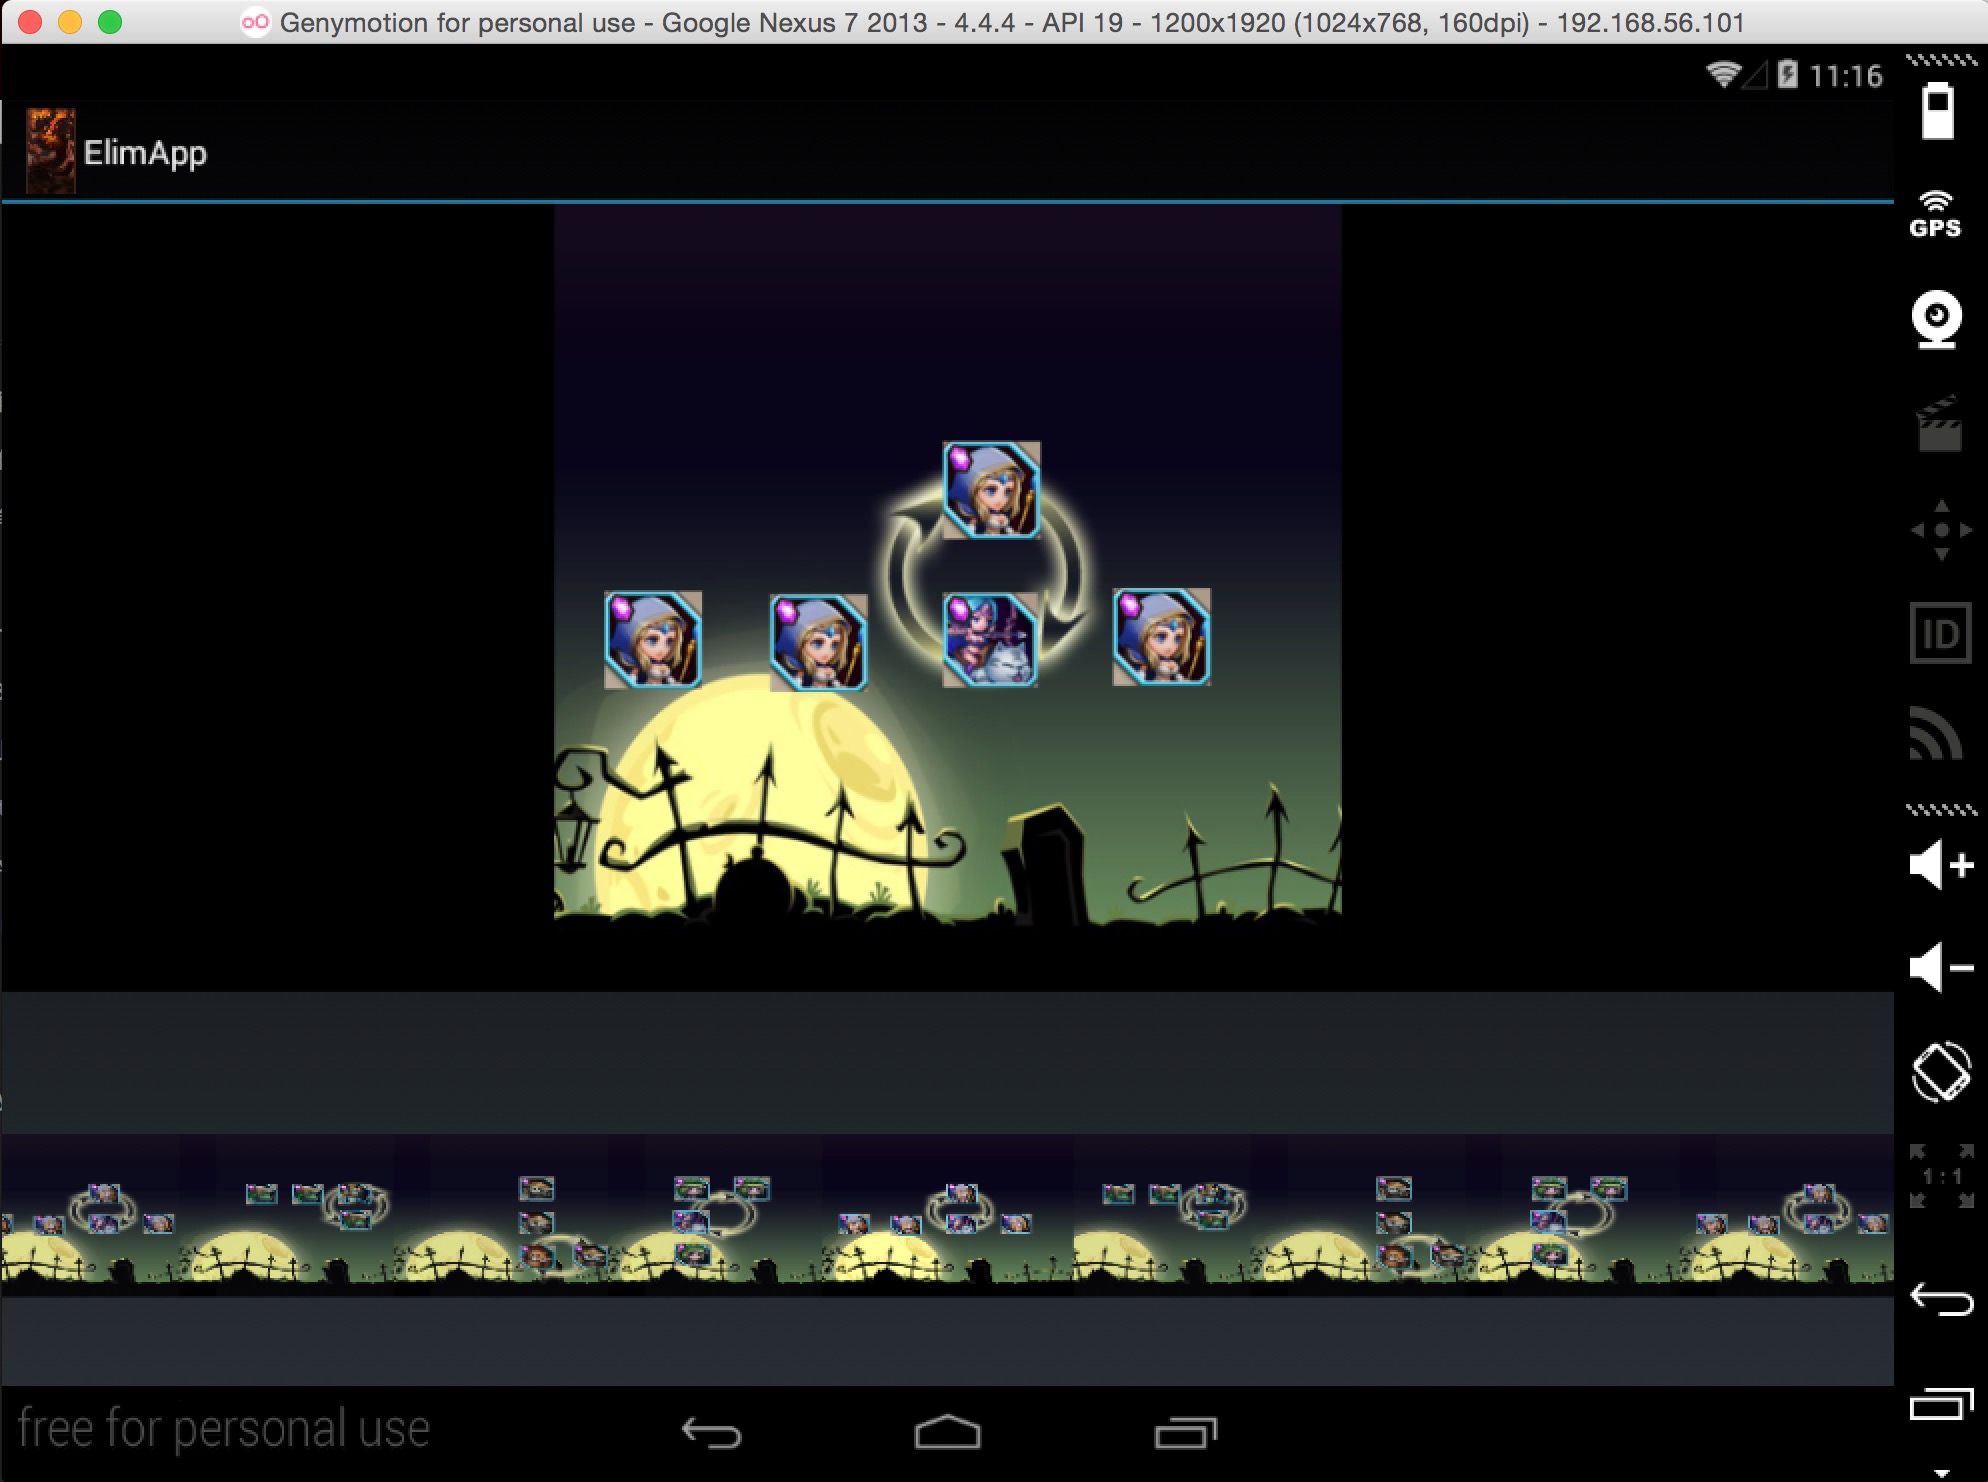 Genymotion for personal use - Google Nexus 7 2013 - 4.4.4 - API 19 - 1200x1920 (1024x768, 160dpi) - 192.168.56.101
11:16
ElimApp
GPS
ID
1 : 1
free for personal use